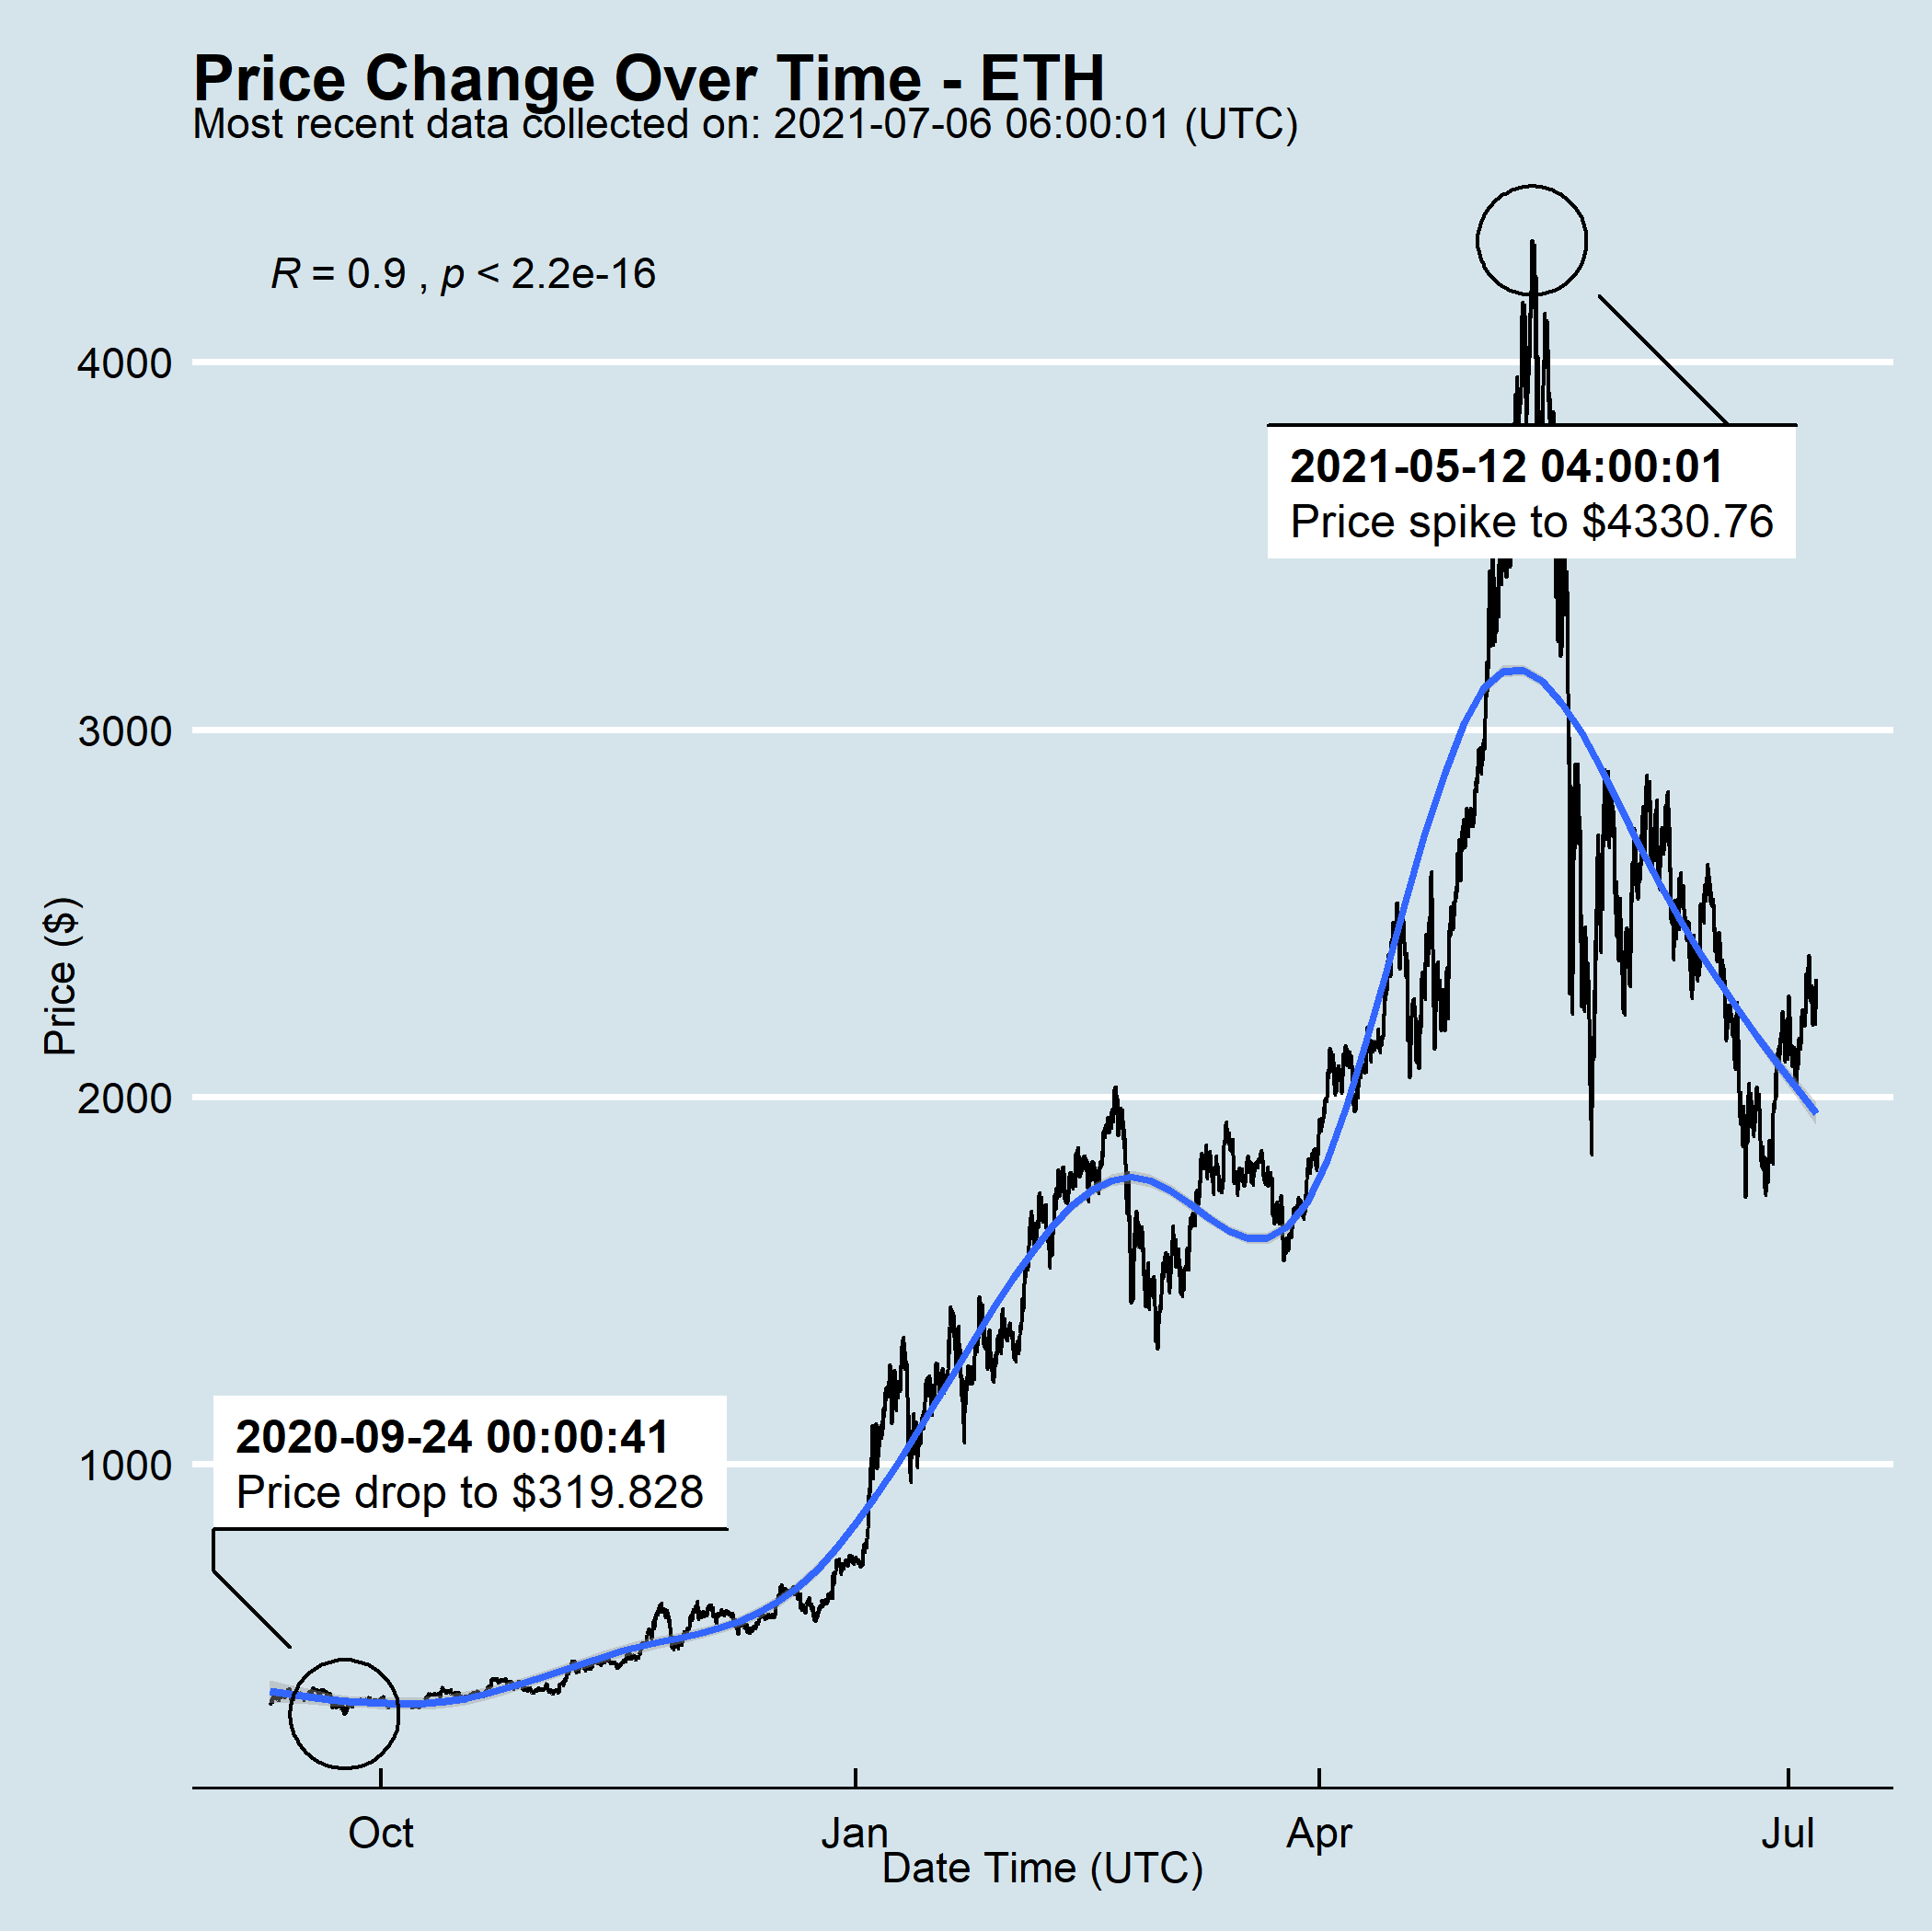 Price Change Over Time - ETH
Most recent data collected on: 2021-07-06 06:00:01 (UTC)
R = 0.9 , p < 2.2e-16
4000
2021-05-12 04:00:01
Price spike to $4330.76
3000
Price ($)
2000
2020-09-24 00:00:41
1000
Price drop to $319.828
Oct
Jan
Apr
Jul
Date Time (UTC)